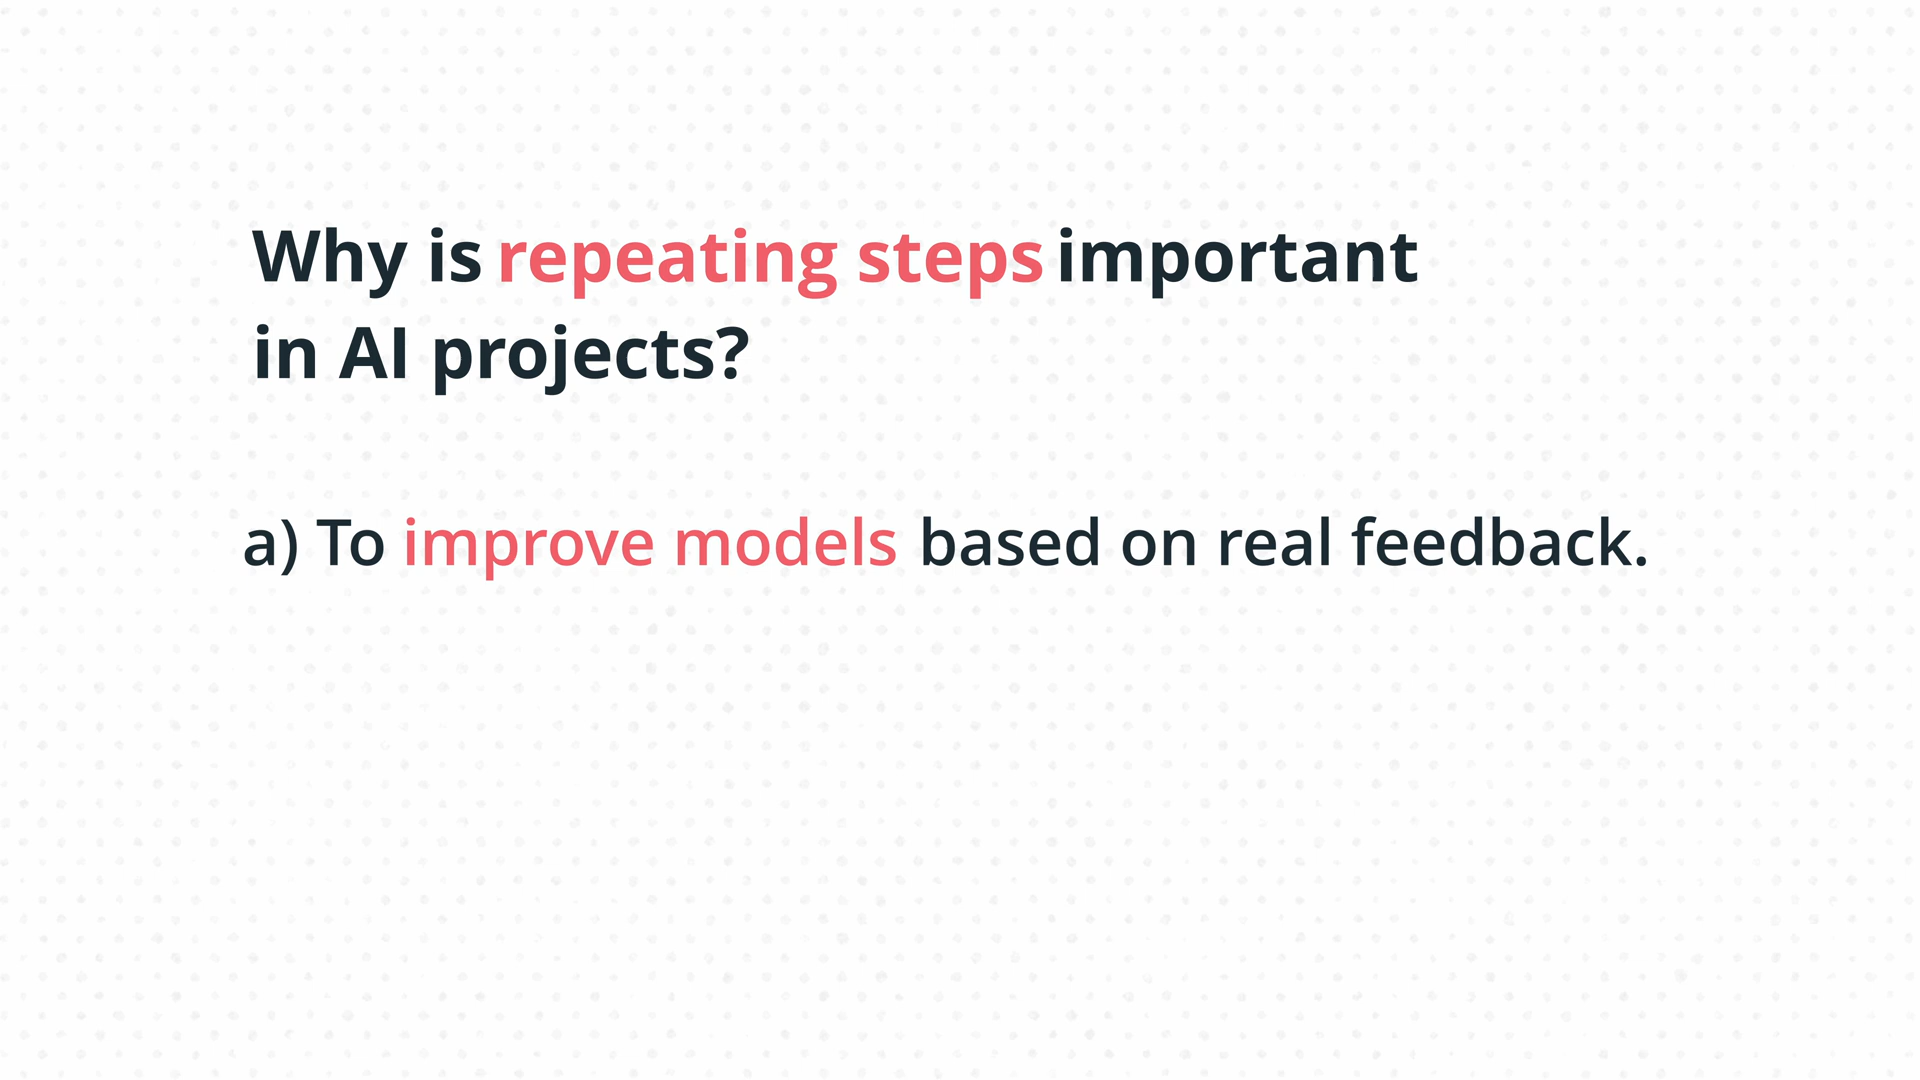 Why is repeating steps important
in AI projects?
a) To improve models based on real feedback.